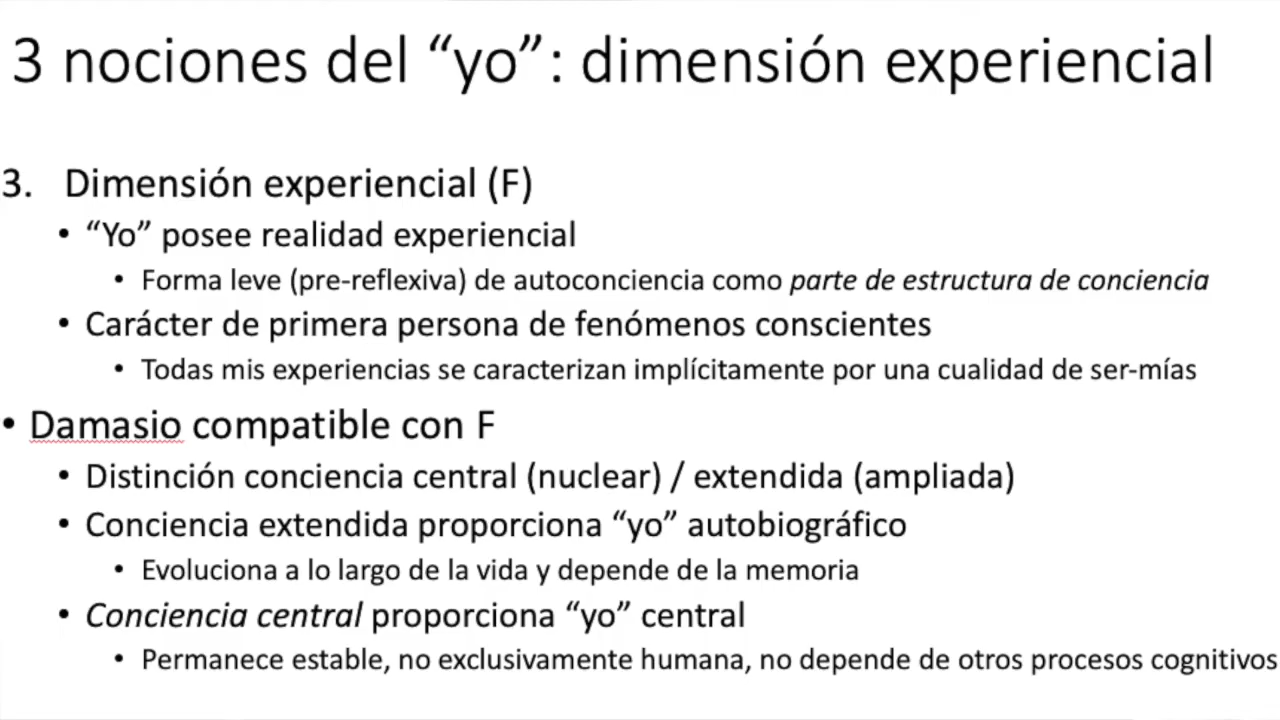 3 nociones del “yo”: dimensión experiencial
3. Dimensión experiencial (F)
• “Yo” posee realidad experiencial
• Forma leve (pre-reflexiva) de autoconciencia como parte de estructura de conciencia
• Carácter de primera persona de fenómenos conscientes
• Todas mis experiencias se caracterizan implícitamente por una cualidad de ser-mías
• Damasio compatible con F
• Distinción conciencia central (nuclear) / extendida (ampliada)
• Conciencia extendida proporciona “yo” autobiográfico
• Evoluciona a lo largo de la vida y depende de la memoria
• Conciencia central proporciona “yo” central
• Permanece estable, no exclusivamente humana, no depende de otros procesos cognitivos